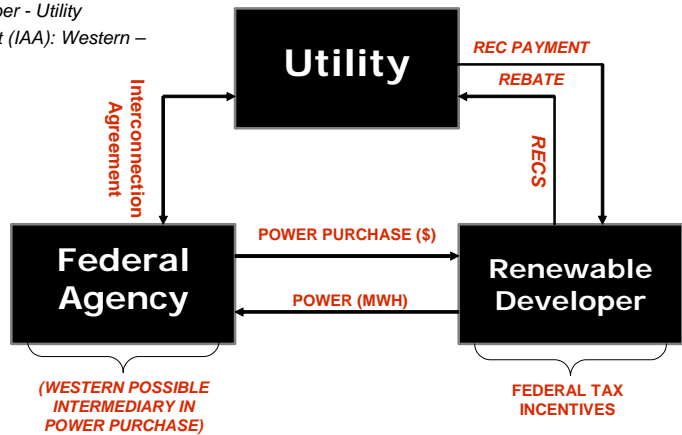 - Utility
t (IAA): Western –
Utility
REC PAYMENT
REBATE
RECS
Interconnection
Agreement
Federal
Agency
POWER PURCHASE ($)
POWER (MWH)
Renewable
Developer
(WESTERN POSSIBLE
INTERMEDIARY IN
POWER PURCHASE)
FEDERAL TAX
INCENTIVES